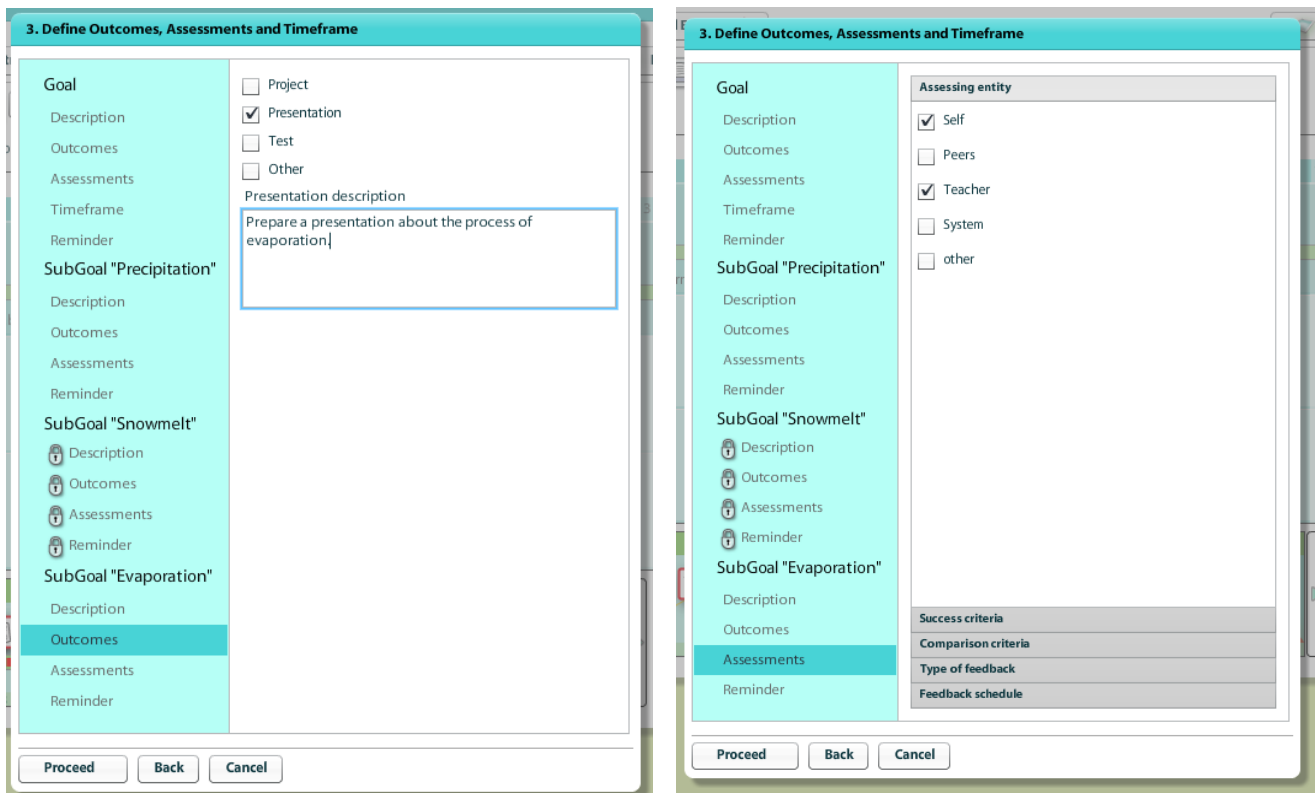 3. Define Outcomes, Assessments and Timeframe
Goal
Description
Outcomes
Assessments
Timeframe
Reminder
SubGoal "Precipitation"
Description
Outcomes
Assessments
Reminder
SubGoal "Snowmelt"
Description
Outcomes
Assessments
Reminder
SubGoal "Evaporation"
Description
Outcomes
Assessments
Reminder
Project
Presentation
Test
Other
Presentation description
Prepare a presentation about the process of
evaporation.
Proceed
Back
Cancel
3. Define Outcomes, Assessments and Timeframe
Goal
Description
Outcomes
Assessments
Timeframe
Reminder
SubGoal "Precipitation"
Description
Outcomes
Assessments
Reminder
SubGoal "Snowmelt"
Description
Outcomes
Assessments
Reminder
SubGoal "Evaporation"
Description
Outcomes
Assessments
Reminder
Assessing entity
Self
Peers
Teacher
System
other
Success criteria
Comparison criteria
Type of feedback
Feedback schedule
Proceed
Back
Cancel